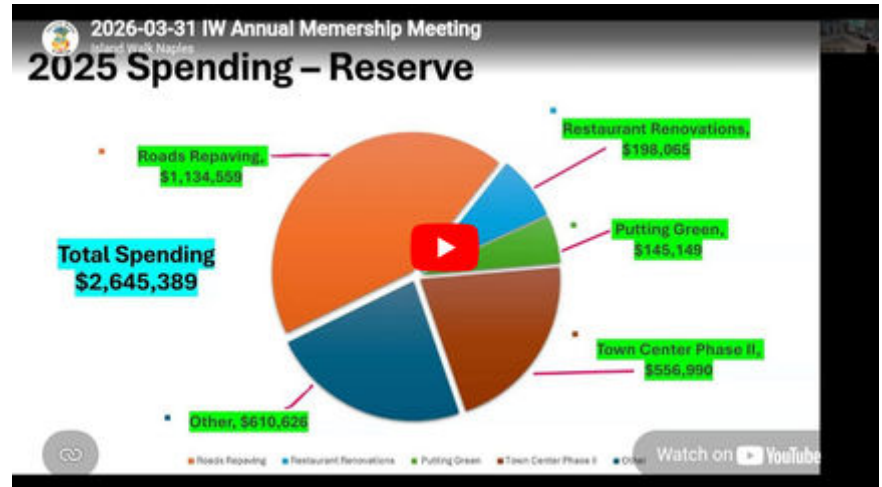 2026-03-31 IW Annual Memership Meeting
Island Walk Naples
2025 Spending – Reserve
Restaurant Renovations,
$198,065
Roads Repaving,
$1,134,559
Putting Green,
$145,149
Total Spending
$2,645,389
Town Center Phase II,
$556,990
Other, $610,626
Roads Repaving Restaurant Renovations Putting Green Town Center Phase II Other
Watch on YouTube